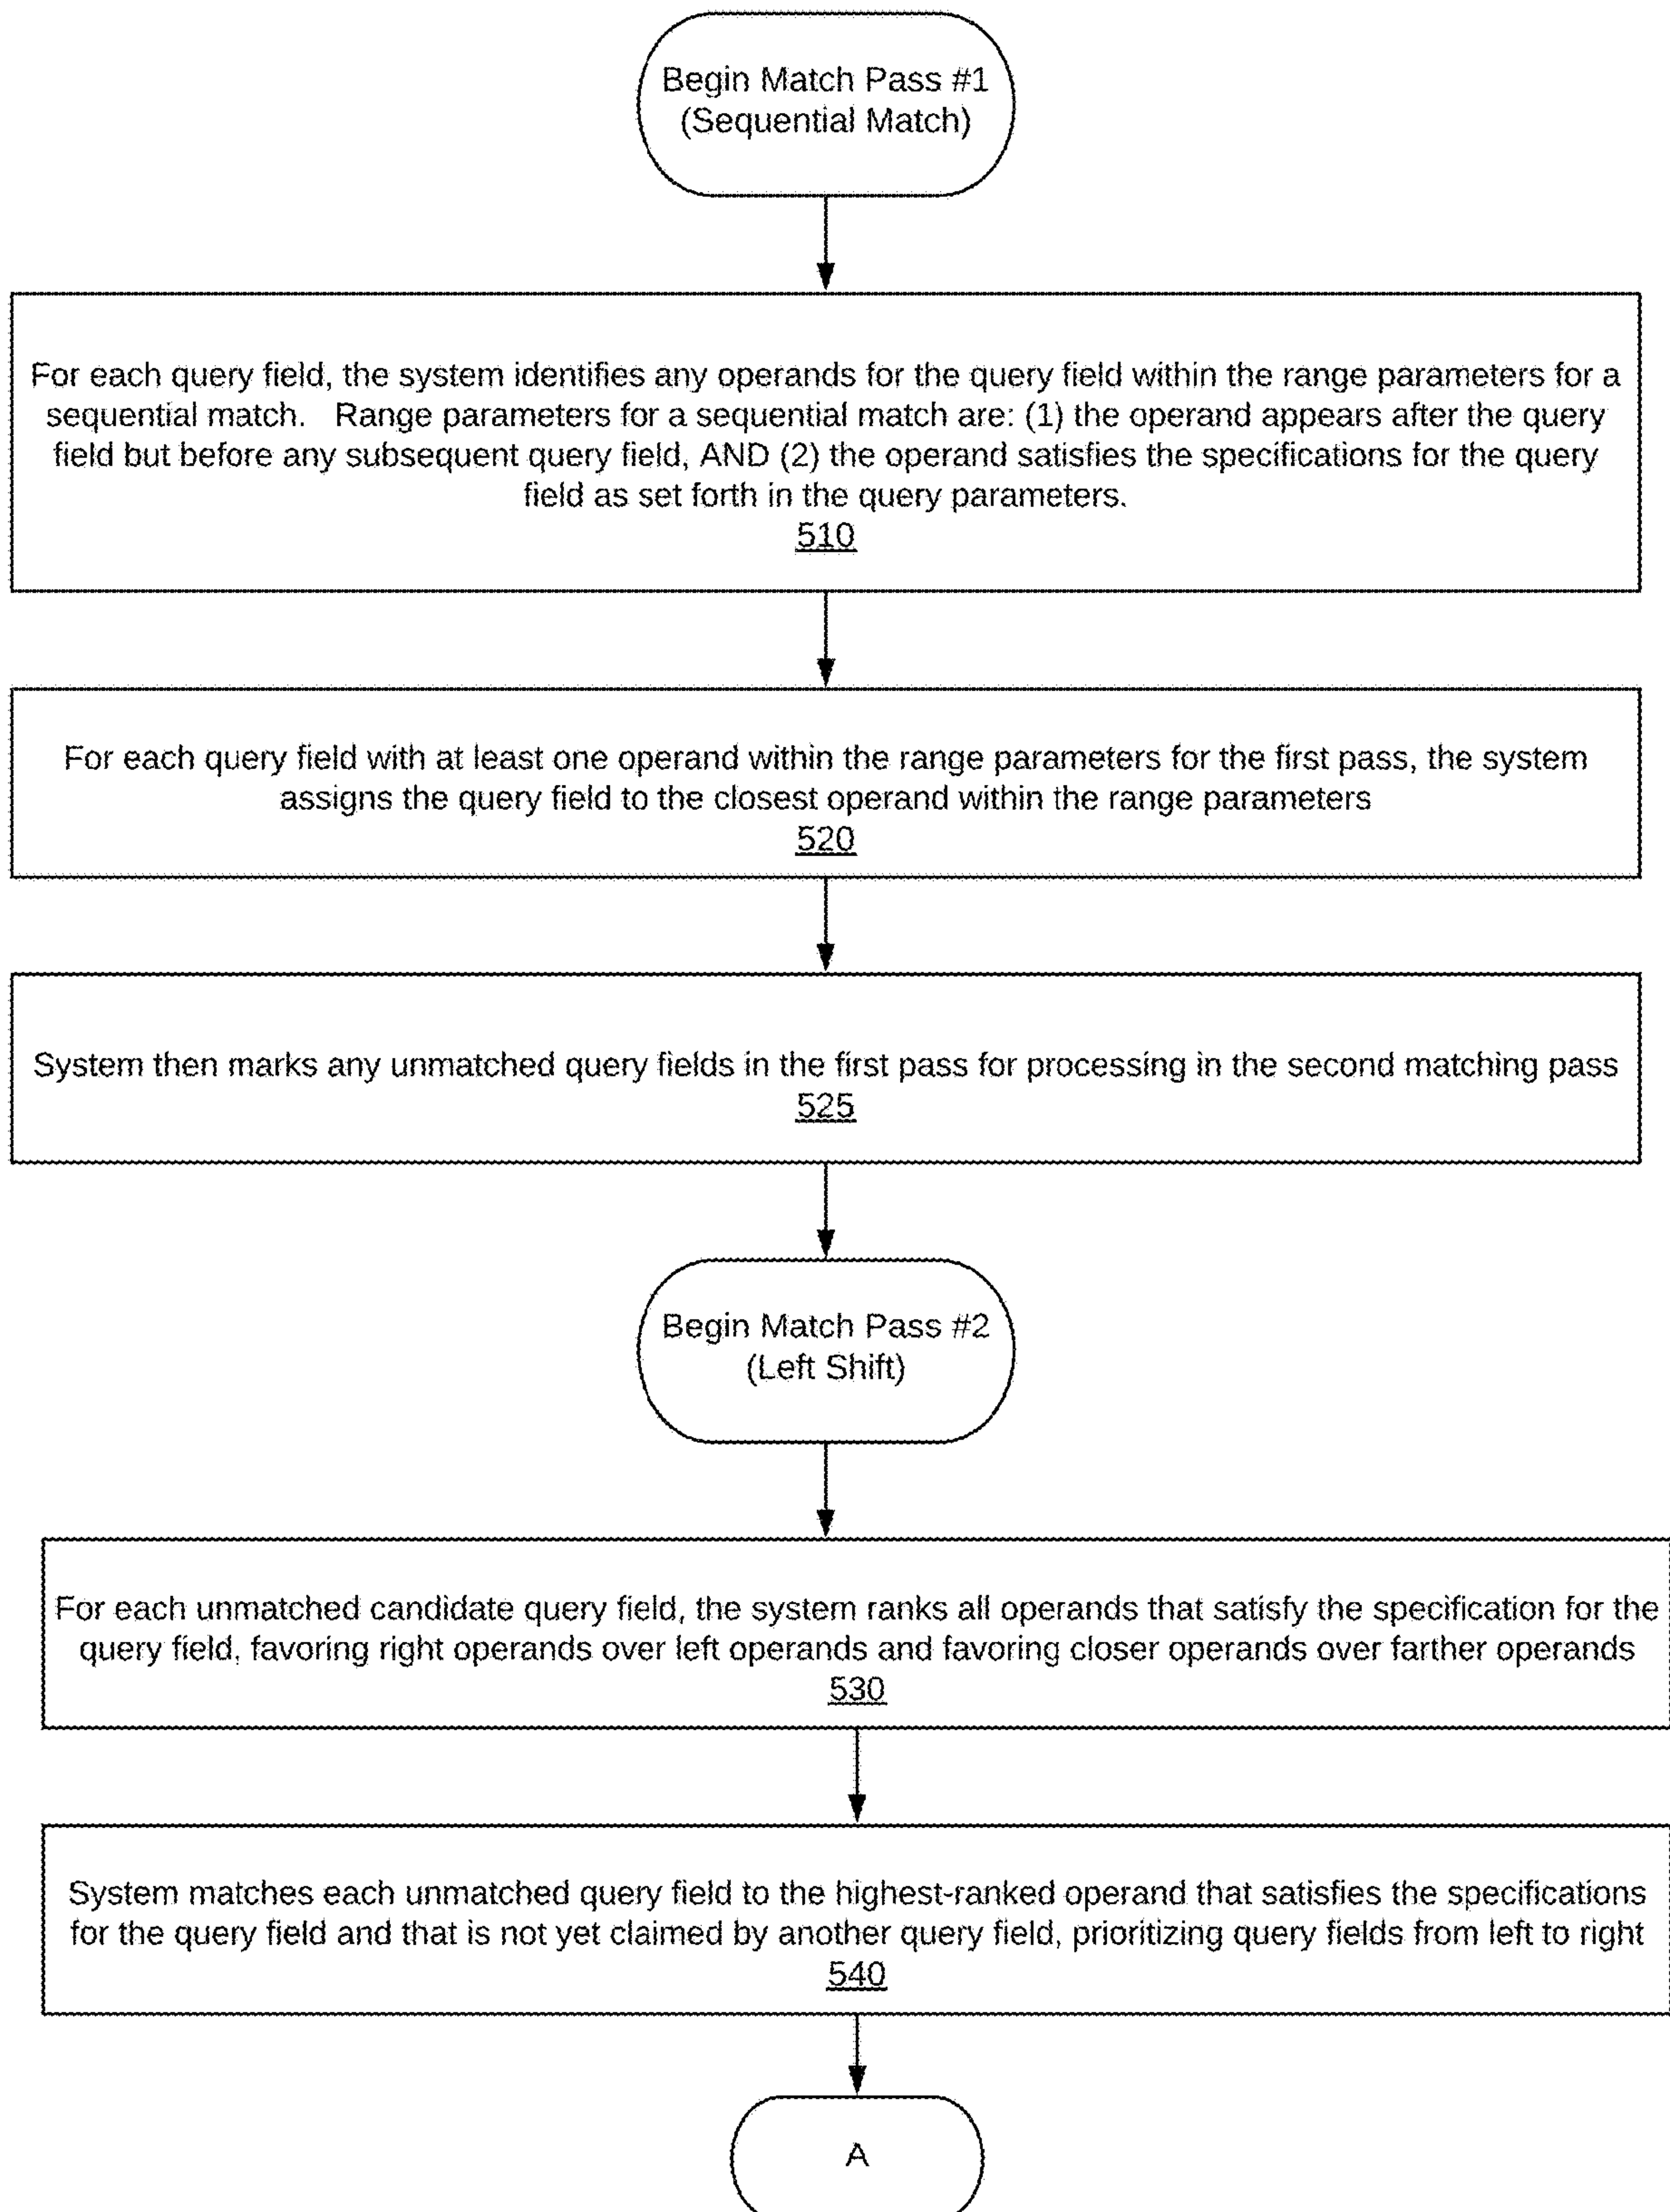 Begin Match Pass #1
(Sequential Match)
For each query field, the system identifies any operands for the query field within the range parameters for a
sequential match.   Range parameters for a sequential match are: (1) the operand appears after the query
field but before any subsequent query field, AND (2) the operand satisfies the specifications for the query
field as set forth in the query parameters.
510
For each query field with at least one operand within the range parameters for the first pass, the system
assigns the query field to the closest operand within the range parameters
520
System then marks any unmatched query fields in the first pass for processing in the second matching pass
525
Begin Match Pass #2
(Left Shift)
For each unmatched candidate query field, the system ranks all operands that satisfy the specification for the
query field, favoring right operands over left operands and favoring closer operands over farther operands
530
System matches each unmatched query field to the highest-ranked operand that satisfies the specifications
for the query field and that is not yet claimed by another query field, prioritizing query fields from left to right
540
A